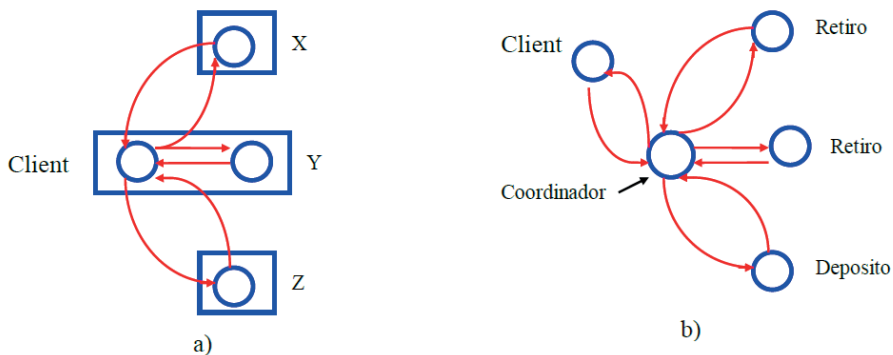 X
Client
Y
Z
a)
Client
Retiro
Retiro
Coordinador
Deposito
b)